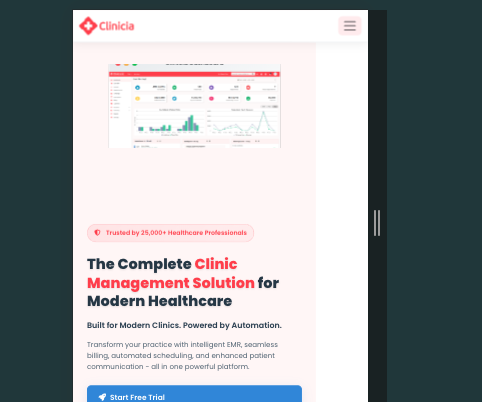 Clinicia
Trusted by 25,000+ Healthcare Professionals
The Complete Clinic
Management Solution for
Modern Healthcare
Built for Modern Clinics. Powered by Automation.
Transform your practice with intelligent EMR, seamless
billing, automated scheduling, and enhanced patient
communication - all in one powerful platform.
Start Free Trial